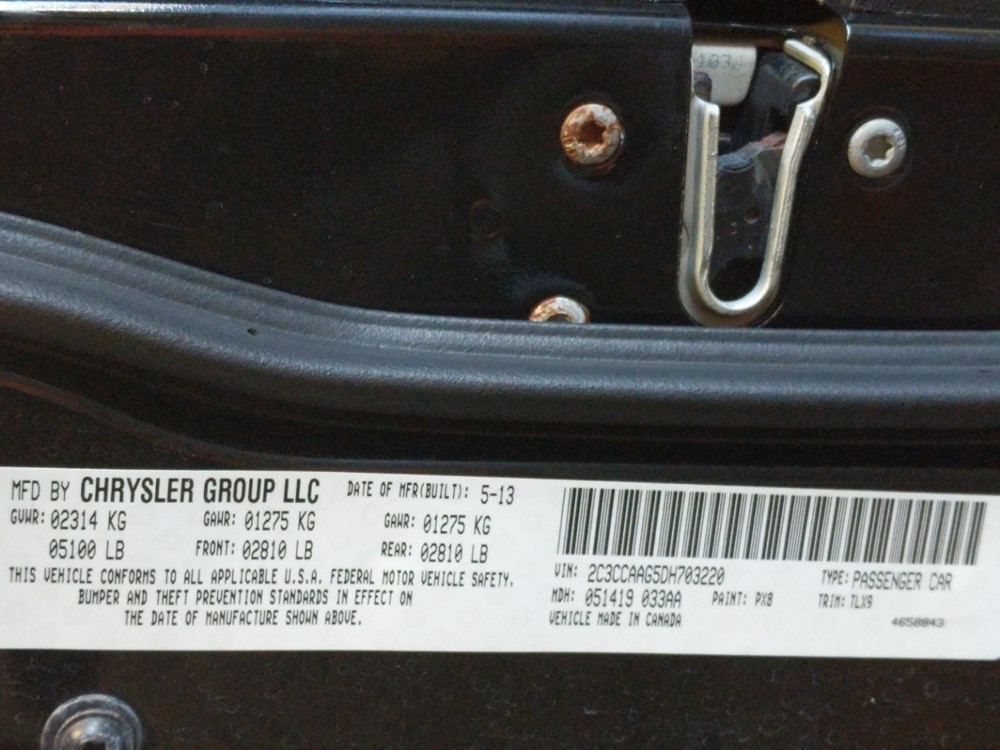 103
MFD BY CHRYSLER GROUP LLC DATE OF MFR(BUILT): 5-13
GVWR: 02314 KG GAWR: 01275 KG GAWR: 01275 KG
05100 LB FRONT: 02810 LB REAR: 02810 LB
THIS VEHICLE CONFORMS TO ALL APPLICABLE U.S.A. FEDERAL MOTOR VEHICLE SAFETY,
BUMPER AND THEFT PREVENTION STANDARDS IN EFFECT ON
THE DATE OF MANUFACTURE SHOWN ABOVE.
VIN: 2C3CCAAG5DH703220 TYPE: PASSENGER CAR
MDH: 051419 033AA PAINT: PX8 TRIM: TLX9
VEHICLE MADE IN CANADA 4658843